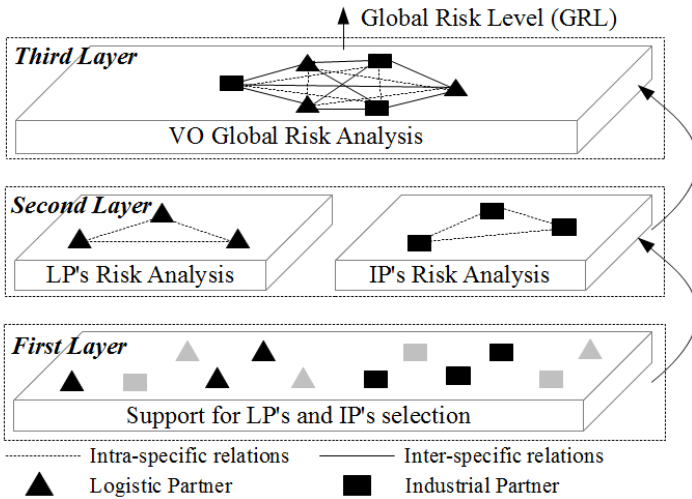 Global Risk Level (GRL)
Third Layer
VO Global Risk Analysis
Second Layer
LP's Risk Analysis
IP's Risk Analysis
First Layer
Support for LP's and IP's selection
Intra-specific relations
Inter-specific relations
Logistic Partner
Industrial Partner